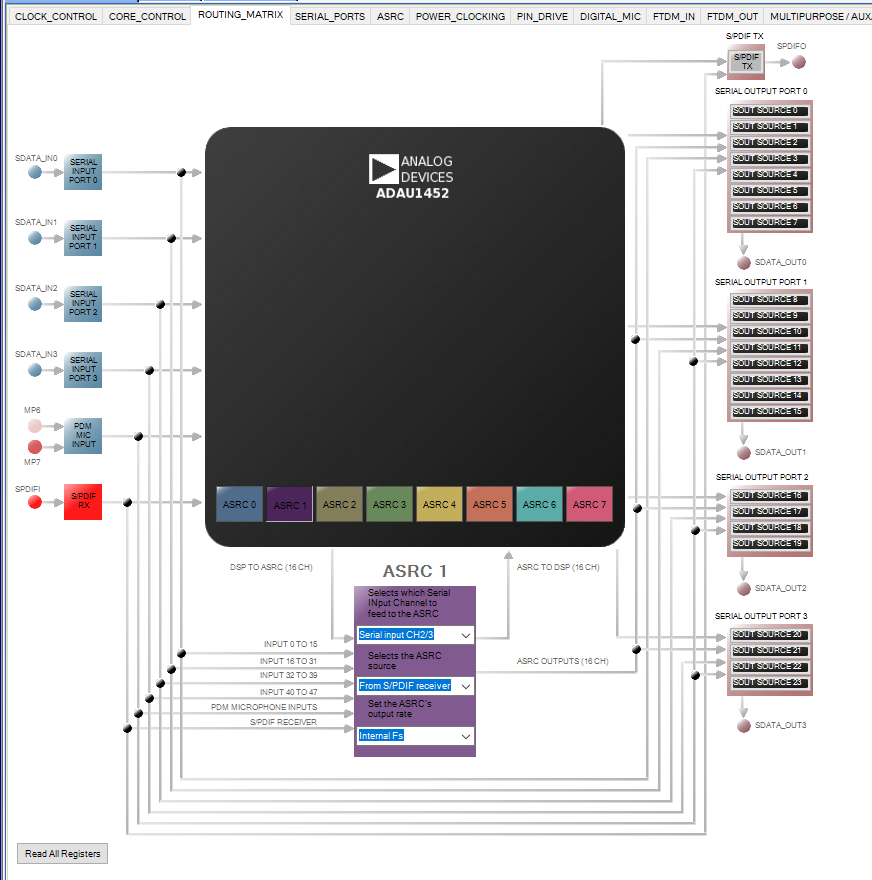 CLOCK_CONTROL
CORE_CONTROL
ROUTING_MATRIX
SERIAL_PORTS
ASRC
POWER_CLOCKING
PIN_DRIVE
DIGITAL_MIC
FTDM_IN
FTDM_OUT
MULTIPURPOSE / AUX
S/PDIF TX
S/PDIF
TX
SPDIFO
SERIAL OUTPUT PORT 0
SOUT SOURCE 0
SOUT SOURCE 1
SOUT SOURCE 2
SOUT SOURCE 3
SOUT SOURCE 4
SOUT SOURCE 5
SOUT SOURCE 6
SOUT SOURCE 7
SDATA_OUT0
SDATA_IN0
SERIAL
INPUT
PORT 0
SDATA_IN1
SERIAL
INPUT
PORT 1
SDATA_IN2
SERIAL
INPUT
PORT 2
SDATA_IN3
SERIAL
INPUT
PORT 3
MP6
MP7
PDM
MIC
INPUT
SPDIFI
S/PDIF
RX
ANALOG
DEVICES
ADAU1452
ASRC 0
ASRC 1
ASRC 2
ASRC 3
ASRC 4
ASRC 5
ASRC 6
ASRC 7
SERIAL OUTPUT PORT 1
SOUT SOURCE 8
SOUT SOURCE 9
SOUT SOURCE 10
SOUT SOURCE 11
SOUT SOURCE 12
SOUT SOURCE 13
SOUT SOURCE 14
SOUT SOURCE 15
SDATA_OUT1
SERIAL OUTPUT PORT 2
SOUT SOURCE 16
SOUT SOURCE 17
SOUT SOURCE 18
SOUT SOURCE 19
SDATA_OUT2
SERIAL OUTPUT PORT 3
SOUT SOURCE 20
SOUT SOURCE 21
SOUT SOURCE 22
SOUT SOURCE 23
SDATA_OUT3
DSP TO ASRC (16 CH)
ASRC 1
ASRC TO DSP (16 CH)
Selects which Serial
INput Channel to
feed to the ASRC
Serial input CH2/3
Selects the ASRC
source
From S/PDIF receiver
Set the ASRC's
output rate
Internal Fs
ASRC OUTPUTS (16 CH)
INPUT 0 TO 15
INPUT 16 TO 31
INPUT 32 TO 39
INPUT 40 TO 47
PDM MICROPHONE INPUTS
S/PDIF RECEIVER
Read All Registers